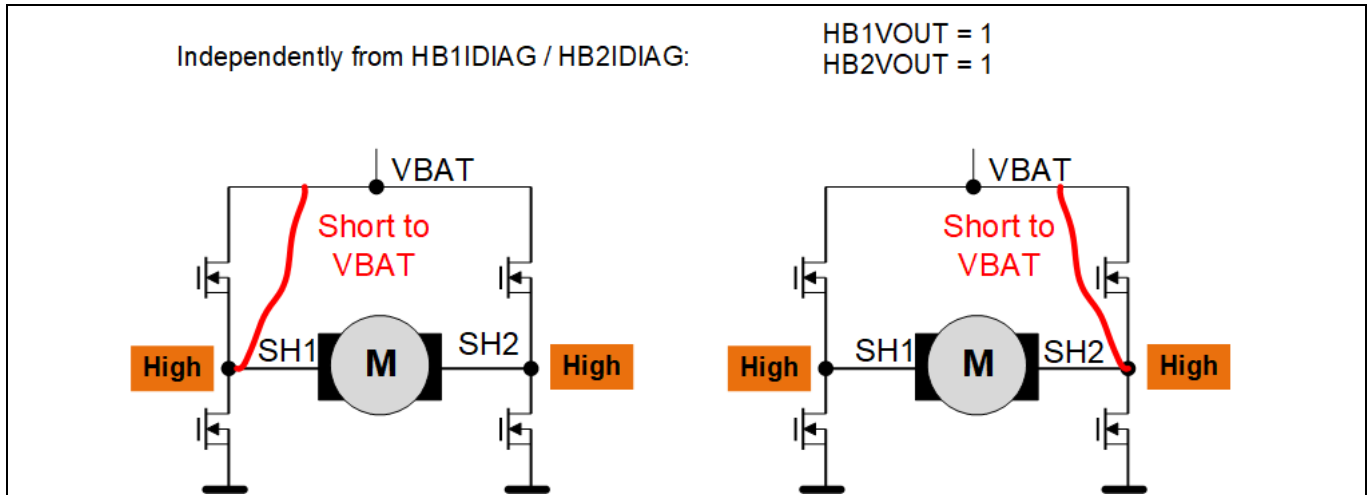 Independently from HB1IDIAG / HB2IDIAG:
HB1VOUT = 1
HB2VOUT = 1
VBAT
Short to
VBAT
High
SH1
M
SH2
High
VBAT
Short to
VBAT
High
SH1
M
SH2
High